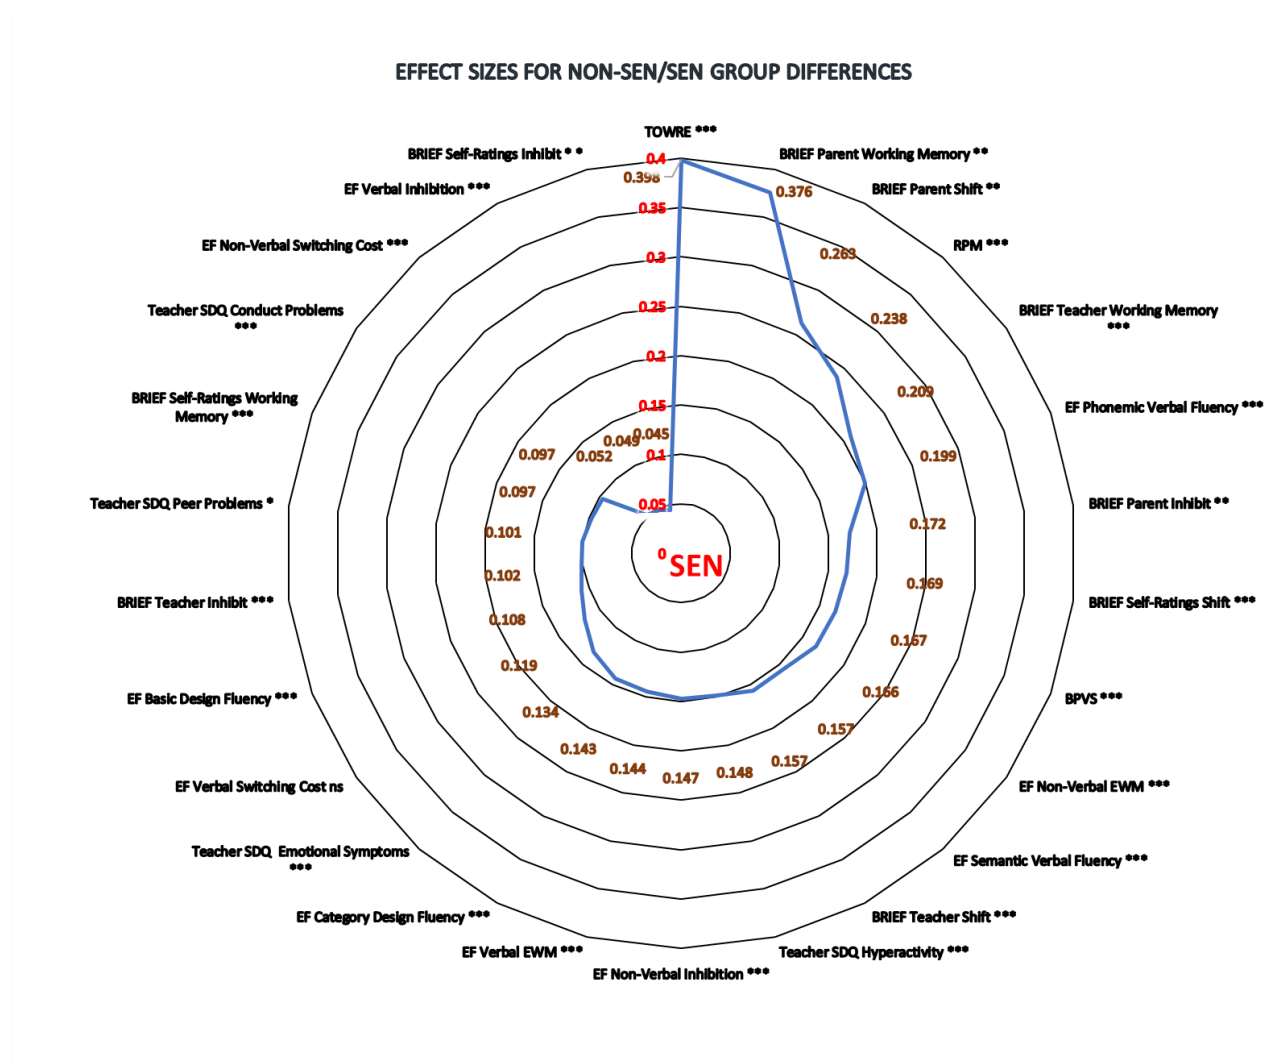 EFFECT SIZES FOR NON-SEN/SEN GROUP DIFFERENCES
TOWRE ***
BRIEF Parent Working Memory **
BRIEF Parent Shift **
RPM ***
BRIEF Teacher Working Memory
***
EF Phonemic Verbal Fluency ***
BRIEF Parent Inhibit **
BRIEF Self-Ratings Shift ***
BPVS ***
EF Non-Verbal EWM ***
EF Semantic Verbal Fluency ***
BRIEF Teacher Shift ***
Teacher SDQ Hyperactivity ***
EF Non-Verbal Inhibition ***
EF Verbal EWM ***
EF Category Design Fluency ***
Teacher SDQ Emotional Symptoms
***
EF Verbal Switching Cost ns
EF Basic Design Fluency ***
BRIEF Teacher Inhibit ***
Teacher SDQ Peer Problems *
BRIEF Self-Ratings Working
Memory ***
Teacher SDQ Conduct Problems
***
EF Non-Verbal Switching Cost ***
EF Verbal Inhibition ***
BRIEF Self-Ratings Inhibit * *
0.4
0.35
0.3
0.25
0.2
0.15
0.1
0.05
0
SEN
0.398
0.376
0.263
0.238
0.209
0.199
0.172
0.169
0.167
0.166
0.157
0.157
0.148
0.147
0.144
0.143
0.134
0.119
0.108
0.102
0.101
0.097
0.097
0.052
0.049
0.045